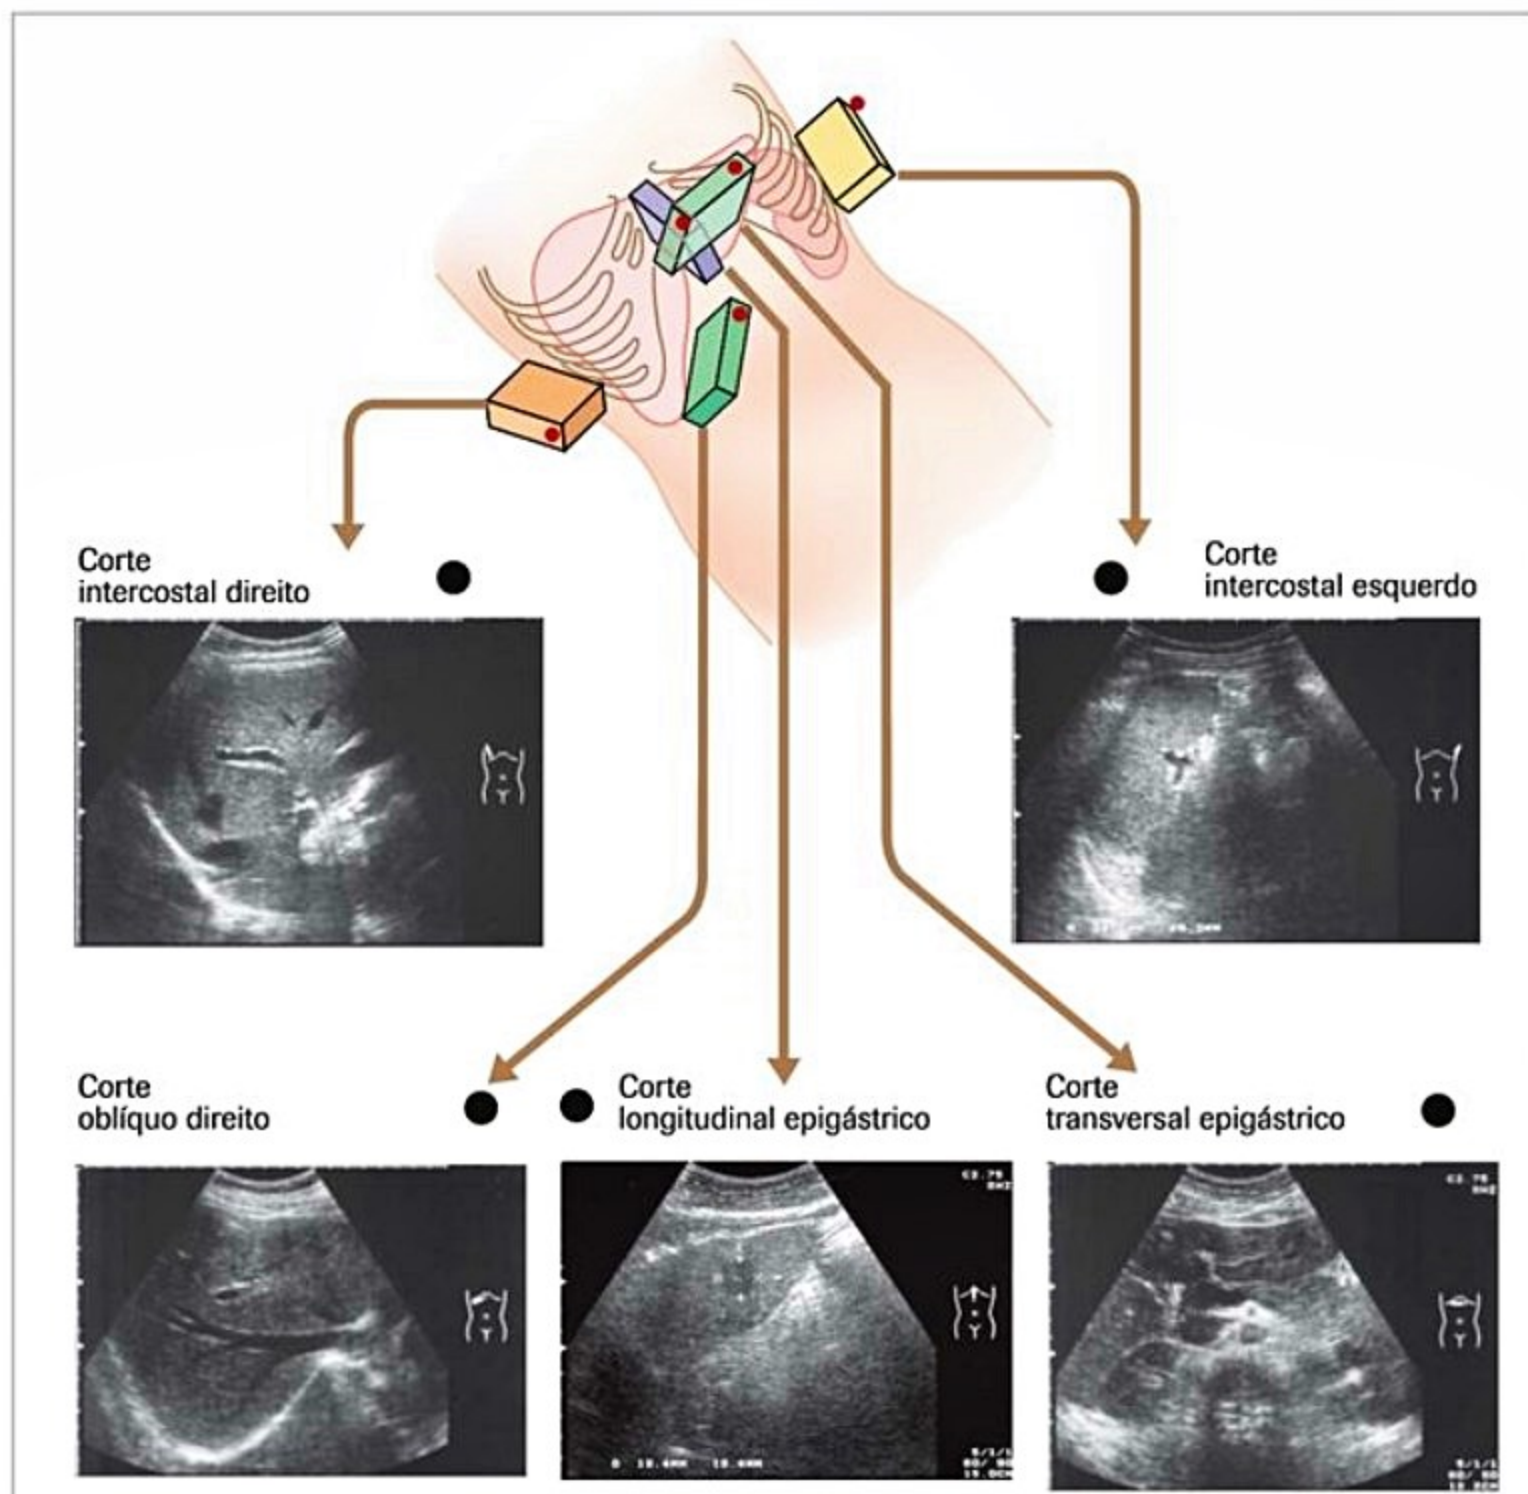 Corte
intercostal direito
Corte
intercostal esquerdo
Corte
oblíquo direito
Corte
longitudinal epigástrico
Corte
transversal epigástrico